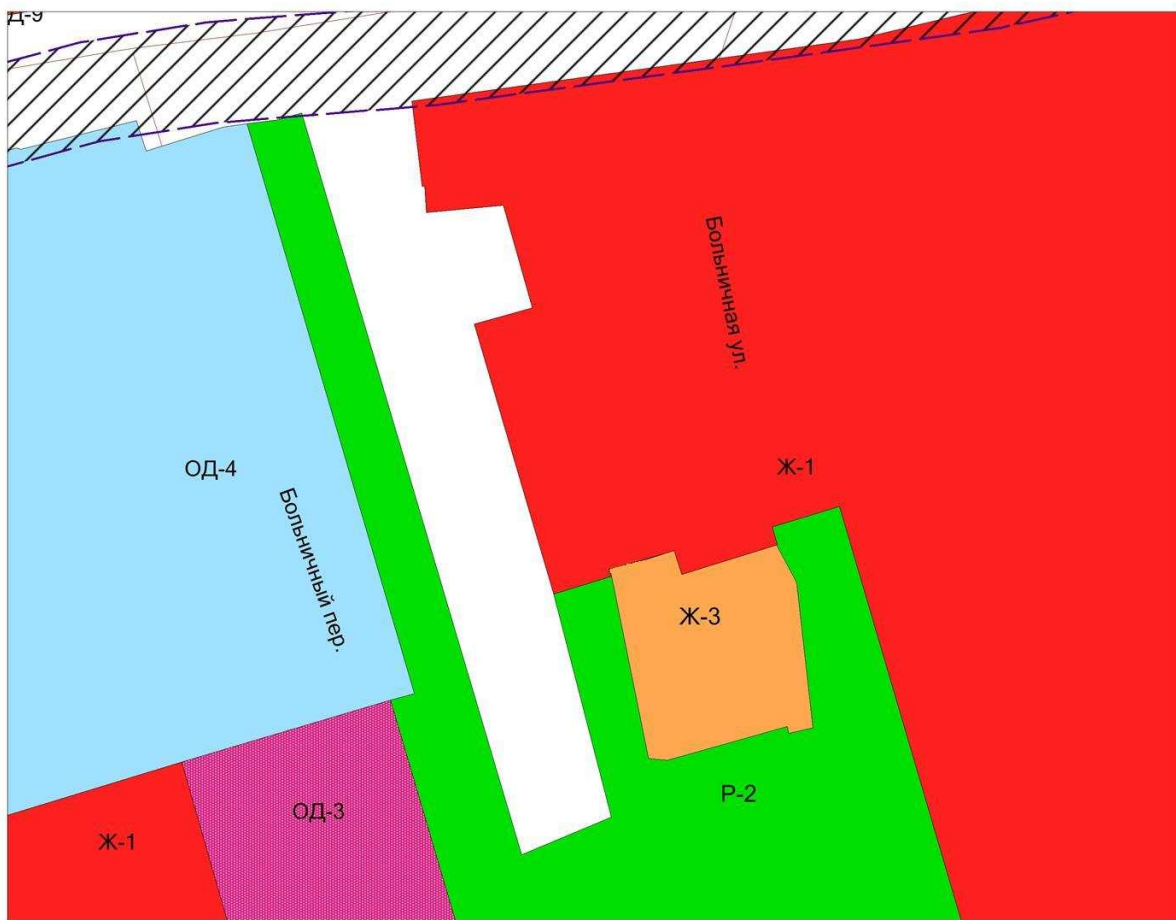 Д-9
Больничная ул.
Ж-1
ОД-4
Больничный пер.
Ж-3
Р-2
ОД-3
Ж-1